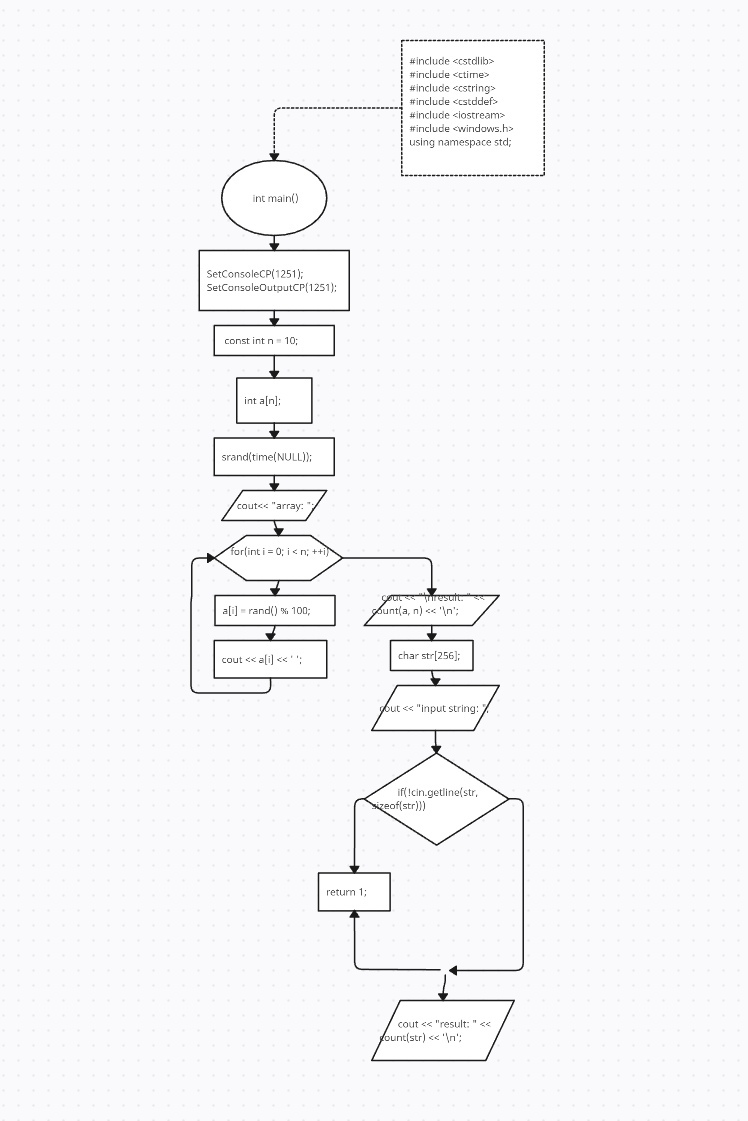 #include <cstdlib>
#include <ctime>
#include <cstring>
#include <cstddef>
#include <iostream>
#include <windows.h>
using namespace std;
int main()
SetConsoleCP(1251);
SetConsoleOutputCP(1251);
const int n = 10;
int a[n];
srand(time(NULL));
cout<< "array: ";
for(int i = 0; i < n; ++i)
a[i] = rand() % 100;
cout << a[i] << ' ';
cout << "\nresult: " <<
count(a, n) << '\n';
char str[256];
cout << "input string: ";
if(!cin.getline(str,
sizeof(str)))
return 1;
cout << "result: " <<
count(str) << '\n';